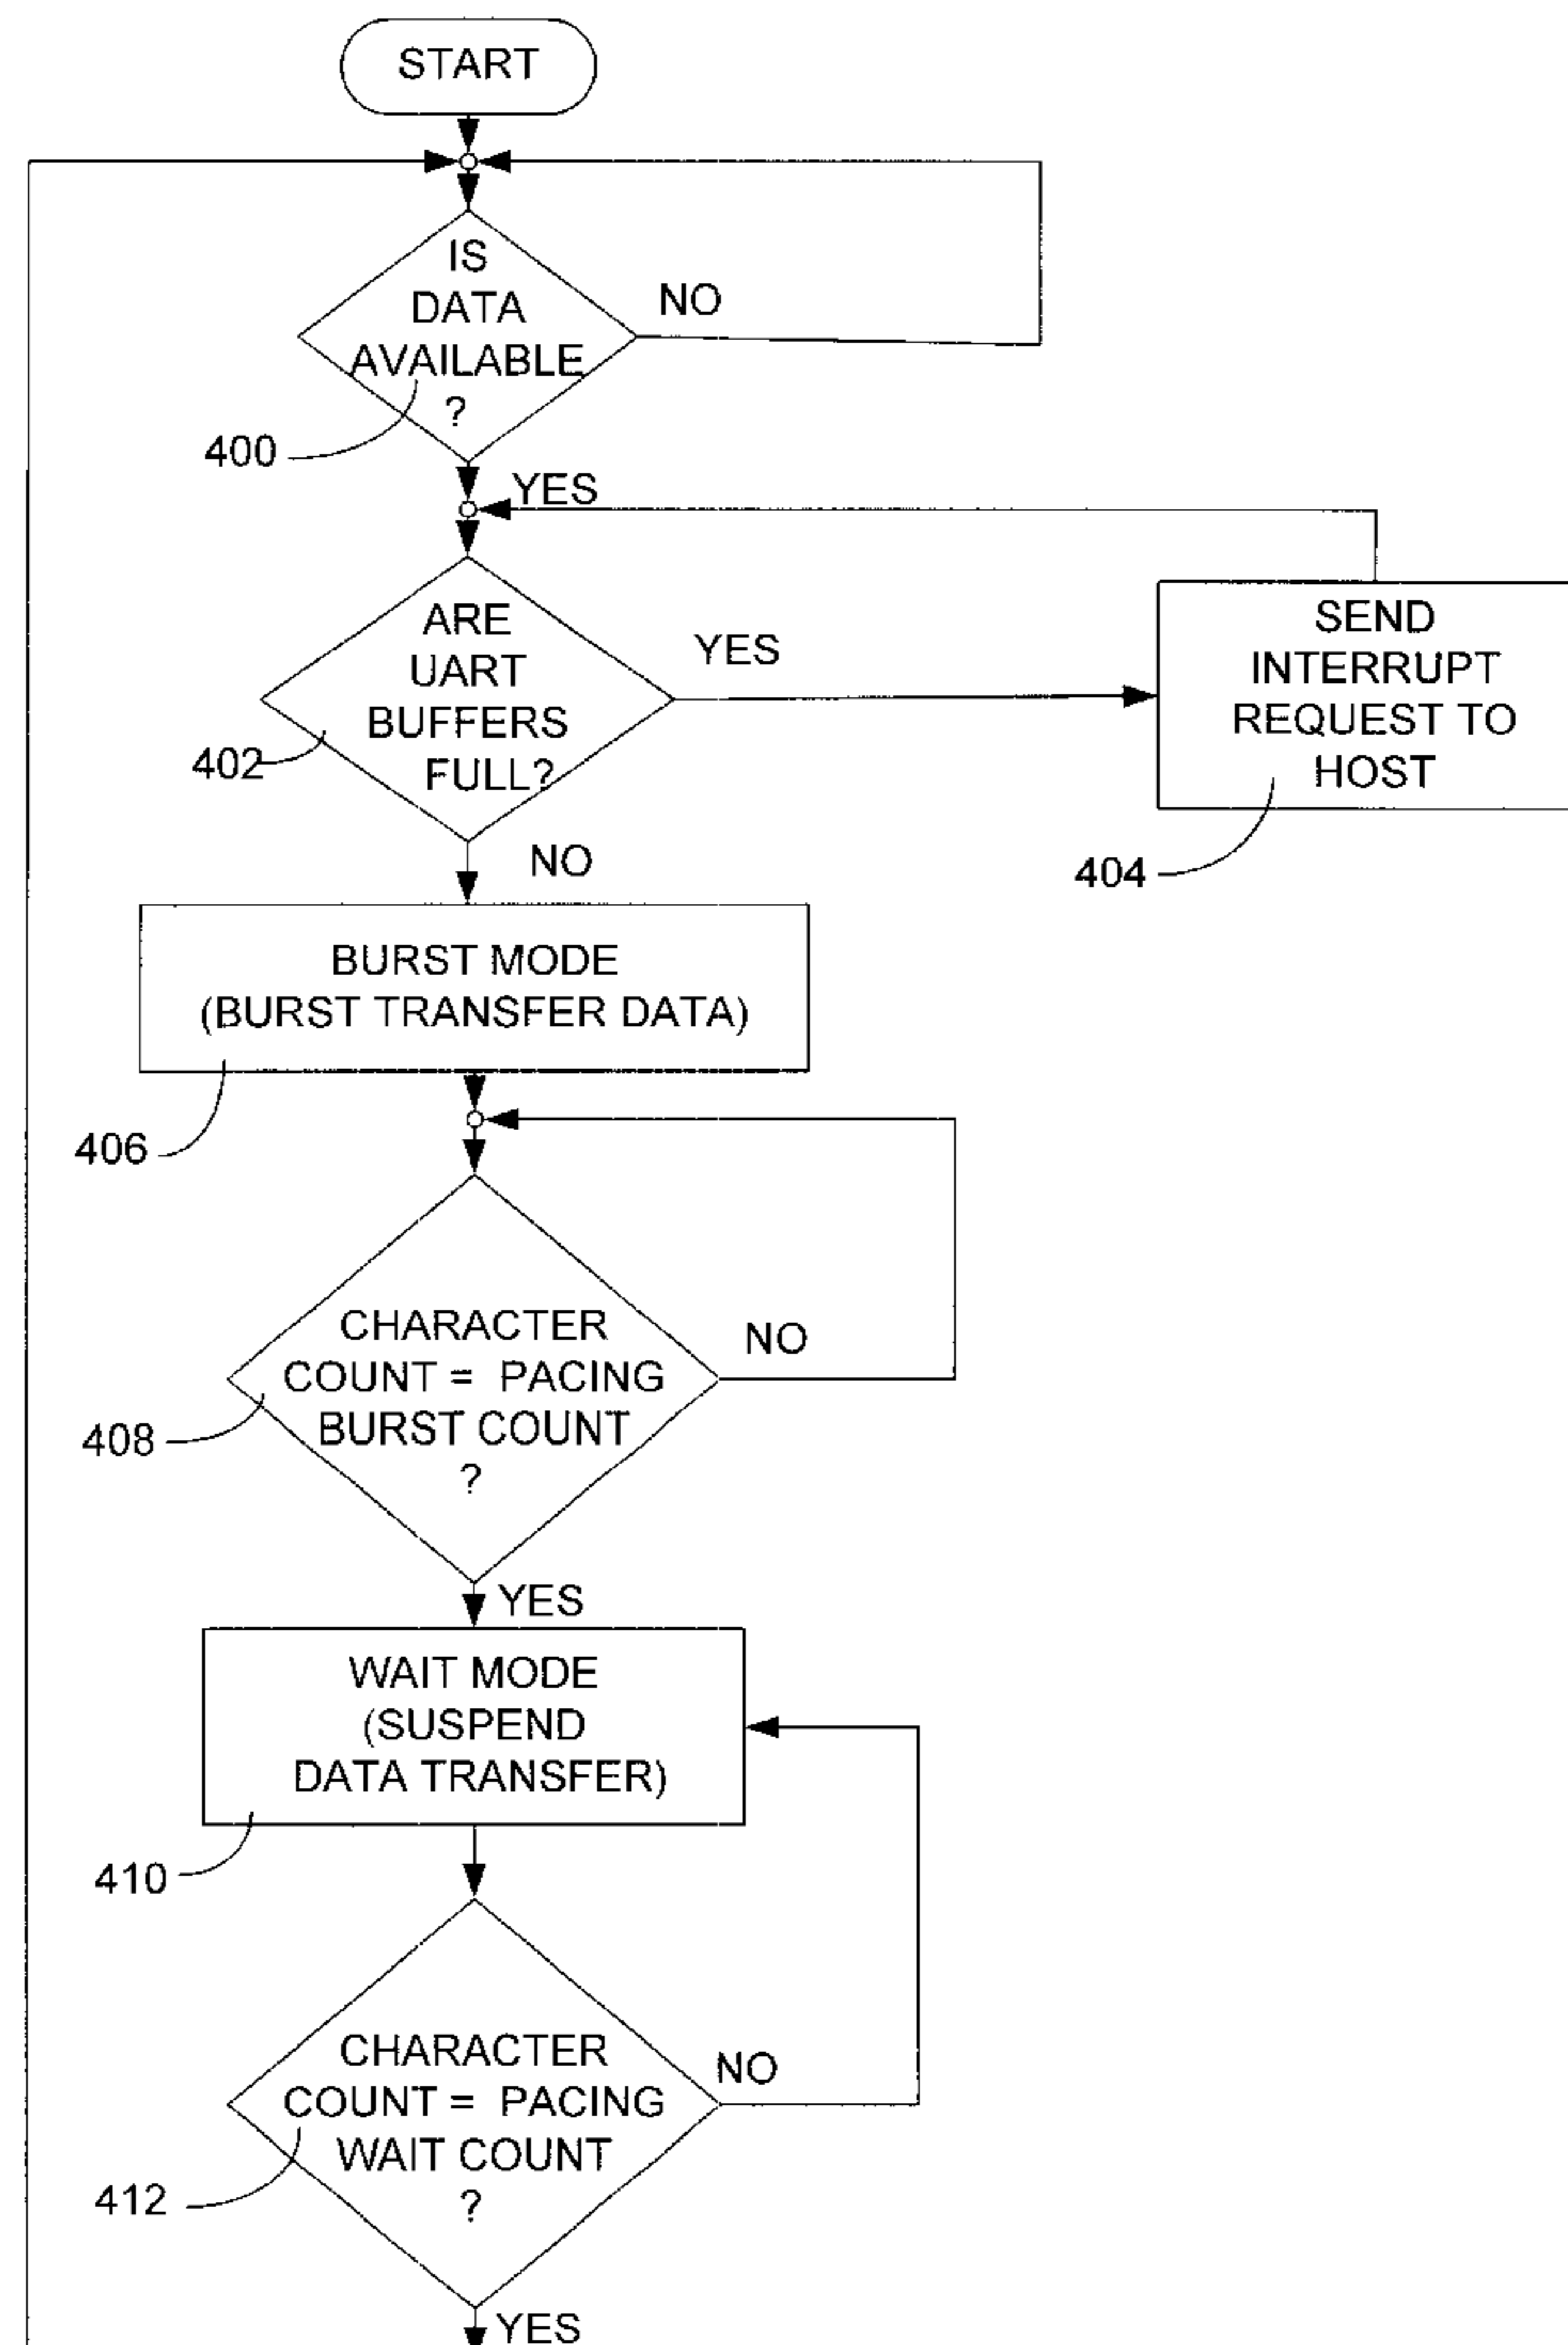 START
IS
DATA
AVAILABLE
?
NO
400
YES
ARE
UART
BUFFERS
FULL?
YES
402
SEND
INTERRUPT
REQUEST TO
HOST
404
NO
BURST MODE
(BURST TRANSFER DATA)
406
CHARACTER
COUNT = PACING
BURST COUNT
?
NO
408
YES
WAIT MODE
(SUSPEND
DATA TRANSFER)
410
CHARACTER
COUNT = PACING
WAIT COUNT
?
NO
412
YES